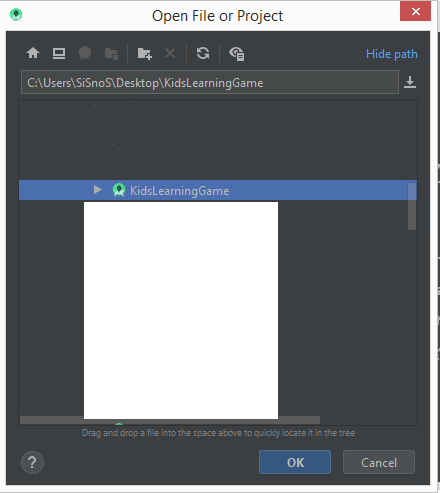 Open File or Project
Hide path
C:\Users\SiSnoS\Desktop\KidsLearningGame
KidsLearningGame
Drag and drop a file into the space above to quickly locate it in the tree
?
OK
Cancel